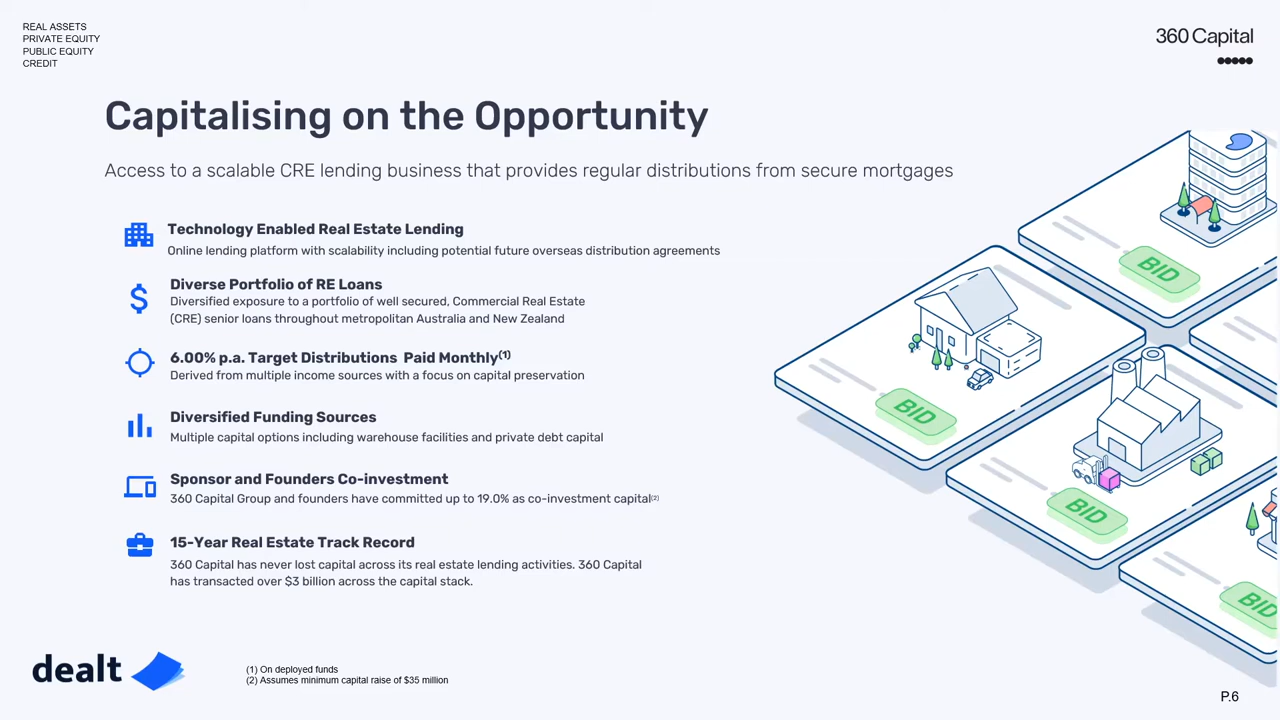 REAL ASSETS
PRIVATE EQUITY
PUBLIC EQUITY
CREDIT
360 Capital
Capitalising on the Opportunity
Access to a scalable CRE lending business that provides regular distributions from secure mortgages
Technology Enabled Real Estate Lending
Online lending platform with scalability including potential future overseas distribution agreements
Diverse Portfolio of RE Loans
Diversified exposure to a portfolio of well secured, Commercial Real Estate
(CRE) senior loans throughout metropolitan Australia and New Zealand
6.00% p.a. Target Distributions  Paid Monthly(1)
Derived from multiple income sources with a focus on capital preservation
Diversified Funding Sources
Multiple capital options including warehouse facilities and private debt capital
Sponsor and Founders Co-investment
360 Capital Group and founders have committed up to 19.0% as co-investment capital(2)
15-Year Real Estate Track Record
360 Capital has never lost capital across its real estate lending activities. 360 Capital
has transacted over $3 billion across the capital stack.
BID
BID
BID
BID
dealt
(1) On deployed funds
(2) Assumes minimum capital raise of $35 million
P.6